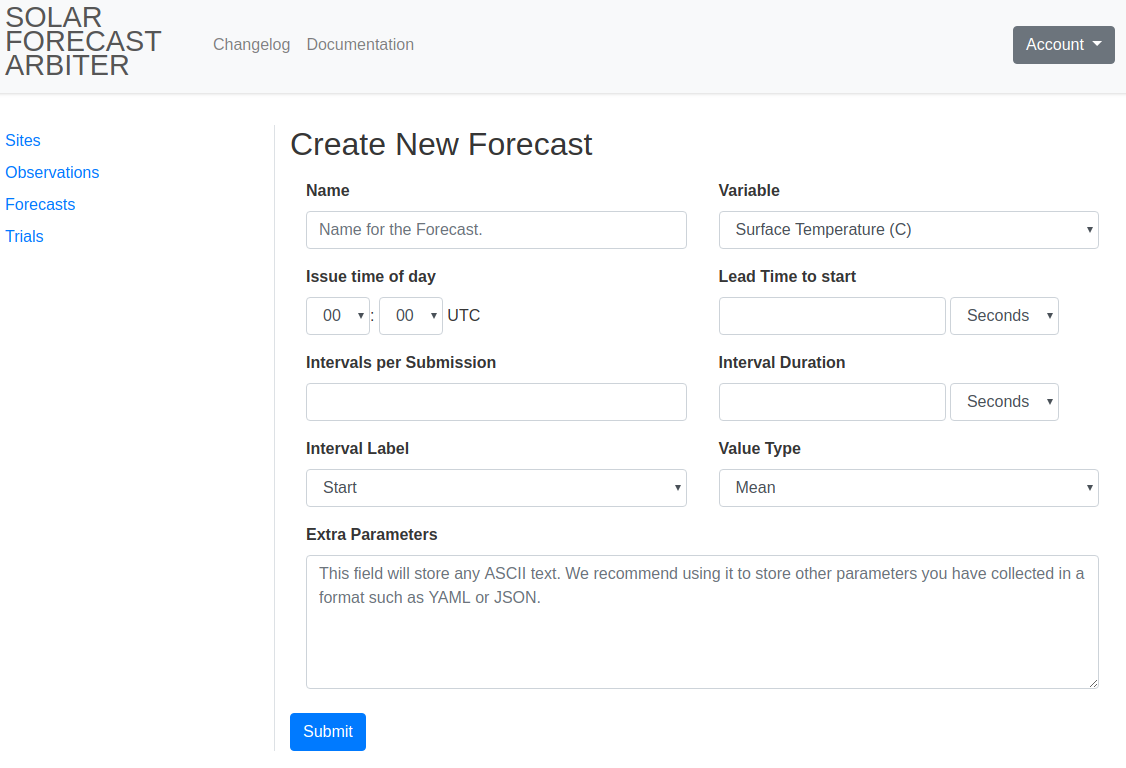 SOLAR
FORECAST
ARBITER
Changelog Documentation
Account
Sites
Observations
Forecasts
Trials
Create New Forecast
Name Variable
Name for the Forecast. Surface Temperature (C)
Issue time of day Lead Time to start
00 : 00 UTC Seconds
Intervals per Submission Interval Duration
Seconds
Interval Label Value Type
Start Mean
Extra Parameters
This field will store any ASCII text. We recommend using it to store other parameters you have collected in a
format such as YAML or JSON.
Submit